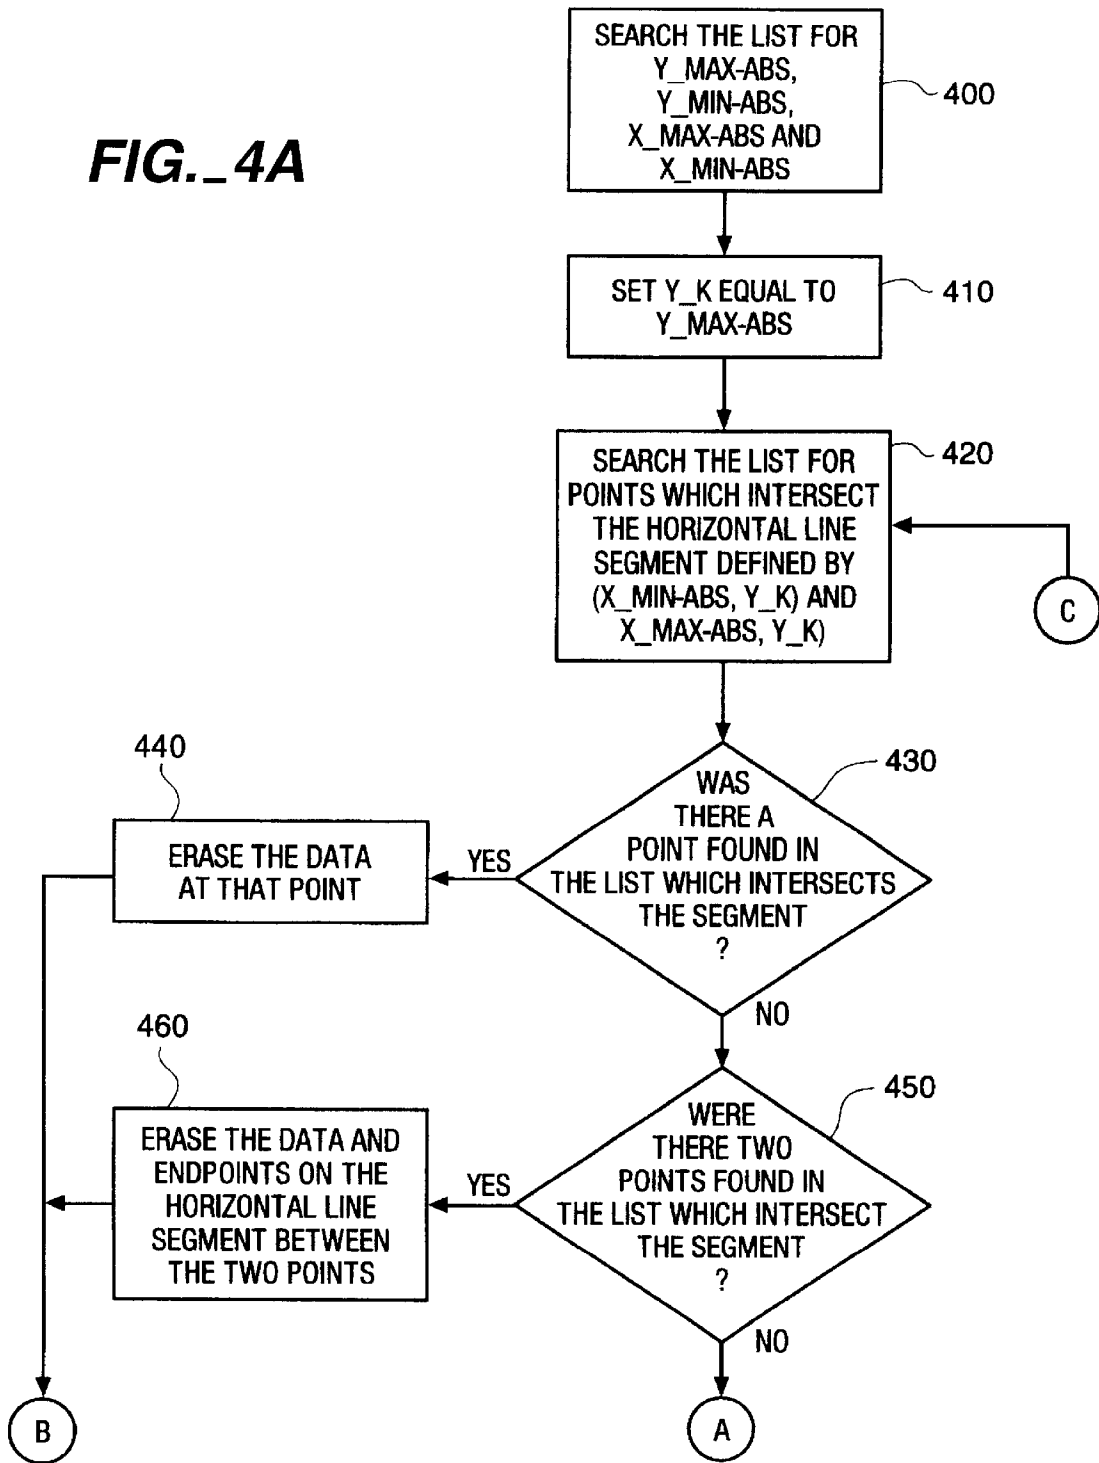 FIG._4A
SEARCH THE LIST FOR
Y_MAX-ABS,
Y_MIN-ABS,
X_MAX-ABS AND
X_MIN-ABS
400
SET Y_K EQUAL TO
Y_MAX-ABS
410
SEARCH THE LIST FOR
POINTS WHICH INTERSECT
THE HORIZONTAL LINE
SEGMENT DEFINED BY
(X_MIN-ABS, Y_K) AND
X_MAX-ABS, Y_K)
420
C
WAS
THERE A
POINT FOUND IN
THE LIST WHICH INTERSECTS
THE SEGMENT
?
430
YES
440
ERASE THE DATA
AT THAT POINT
NO
WERE
THERE TWO
POINTS FOUND IN
THE LIST WHICH INTERSECT
THE SEGMENT
?
450
YES
460
ERASE THE DATA AND
ENDPOINTS ON THE
HORIZONTAL LINE
SEGMENT BETWEEN
THE TWO POINTS
NO
B
A